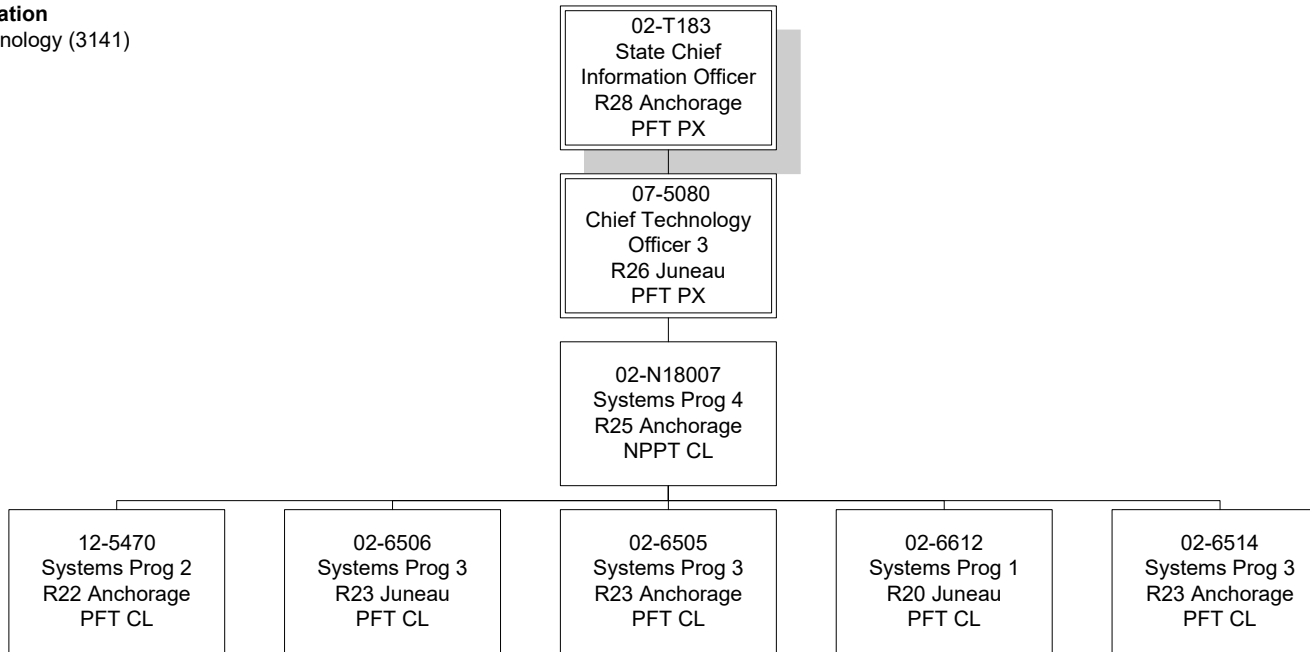 ation
nology (3141)
02-T183
State Chief
Information Officer
R28 Anchorage
PFT PX
07-5080
Chief Technology
Officer 3
R26 Juneau
PFT PX
02-N18007
Systems Prog 4
R25 Anchorage
NPPT CL
12-5470
Systems Prog 2
R22 Anchorage
PFT CL
02-6506
Systems Prog 3
R23 Juneau
PFT CL
02-6505
Systems Prog 3
R23 Anchorage
PFT CL
02-6612
Systems Prog 1
R20 Juneau
PFT CL
02-6514
Systems Prog 3
R23 Anchorage
PFT CL